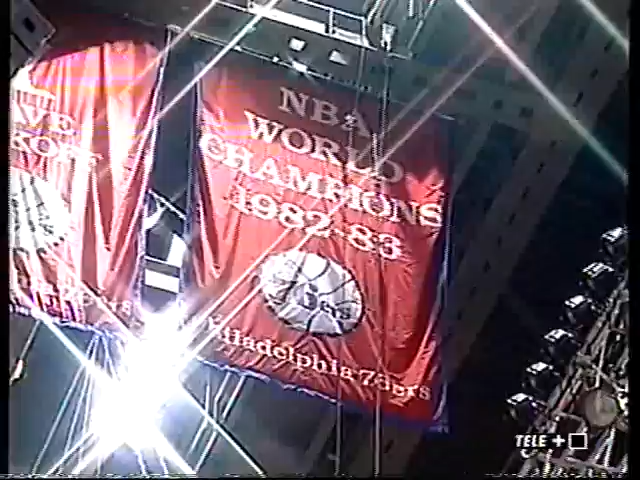 NBA
WORLD
CHAMPIONS
1982-83
76ers
Philadelphia 76ers
TELE +